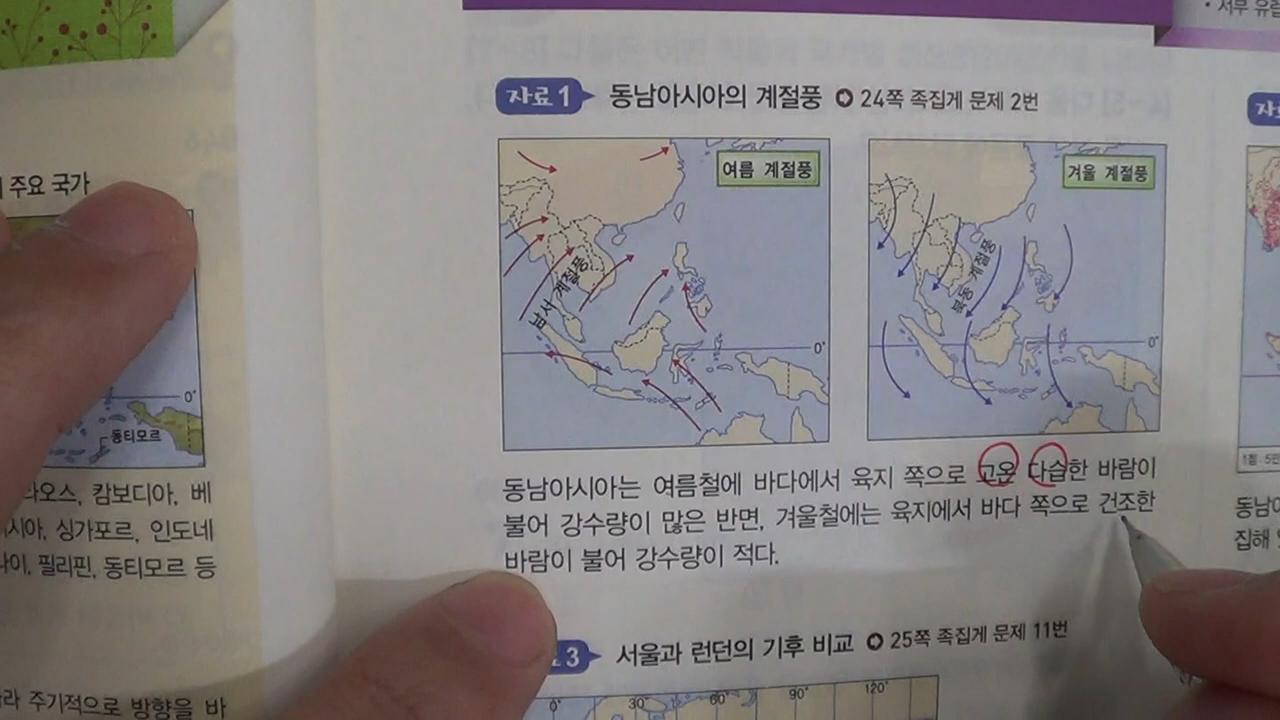 서부 유럽
자료1 동남아시아의 계절풍 24쪽 족집게 문제 2번
주요 국가
여름 계절풍
겨울 계절풍
남서 계절풍
북동 계절풍
0°
0°
0°
동티모르
동남아시아는 여름철에 바다에서 육지 쪽으로 고온 다습한 바람이
불어 강수량이 많은 반면, 겨울철에는 육지에서 바다 쪽으로 건조한
바람이 불어 강수량이 적다.
라오스, 캄보디아, 베
시아, 싱가포르, 인도네
나이, 필리핀, 동티모르 등
3 서울과 런던의 기후 비교 25쪽 족집게 문제 11번
0° 30° 60° 90° 120°
라 주기적으로 방향을 바
동남
집해